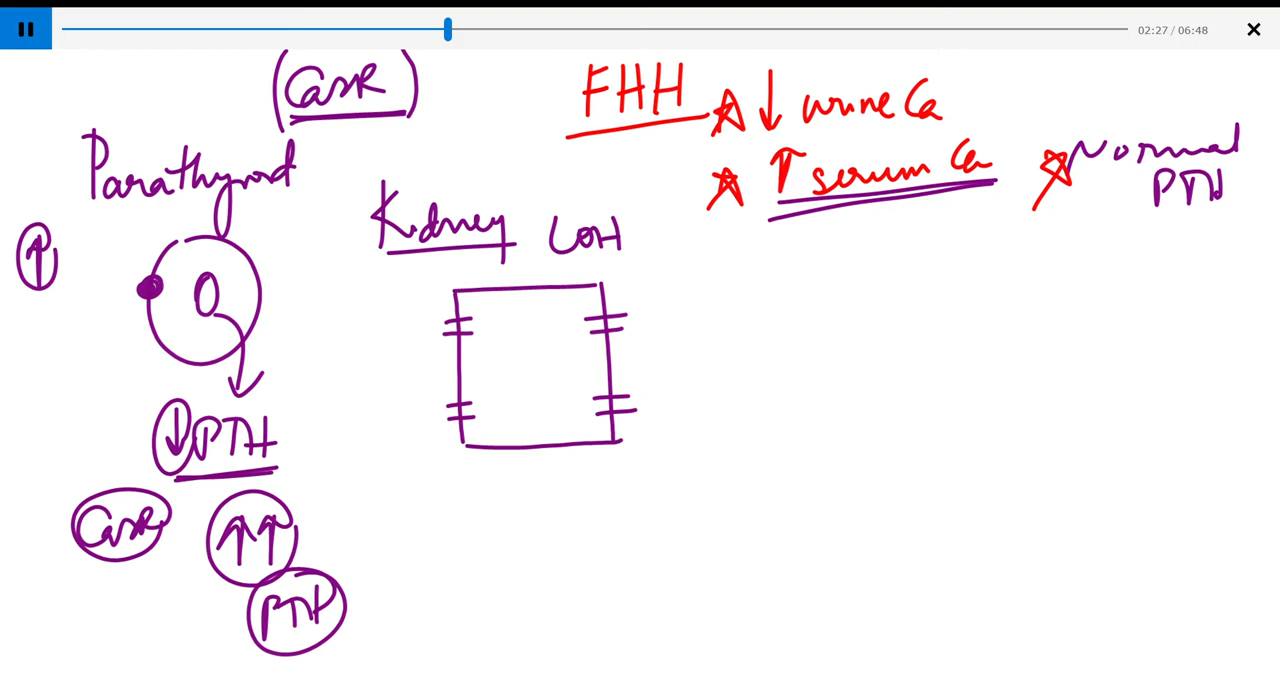 02:27 / 06:48
(CaSR)
FHH ☆ ↓ urine Ca
☆ ↑ serum Ca ☆ Normal PTH
Parathyroid
Kidney LOH
↑
↓ PTH
CaSR ↑↑
PTH